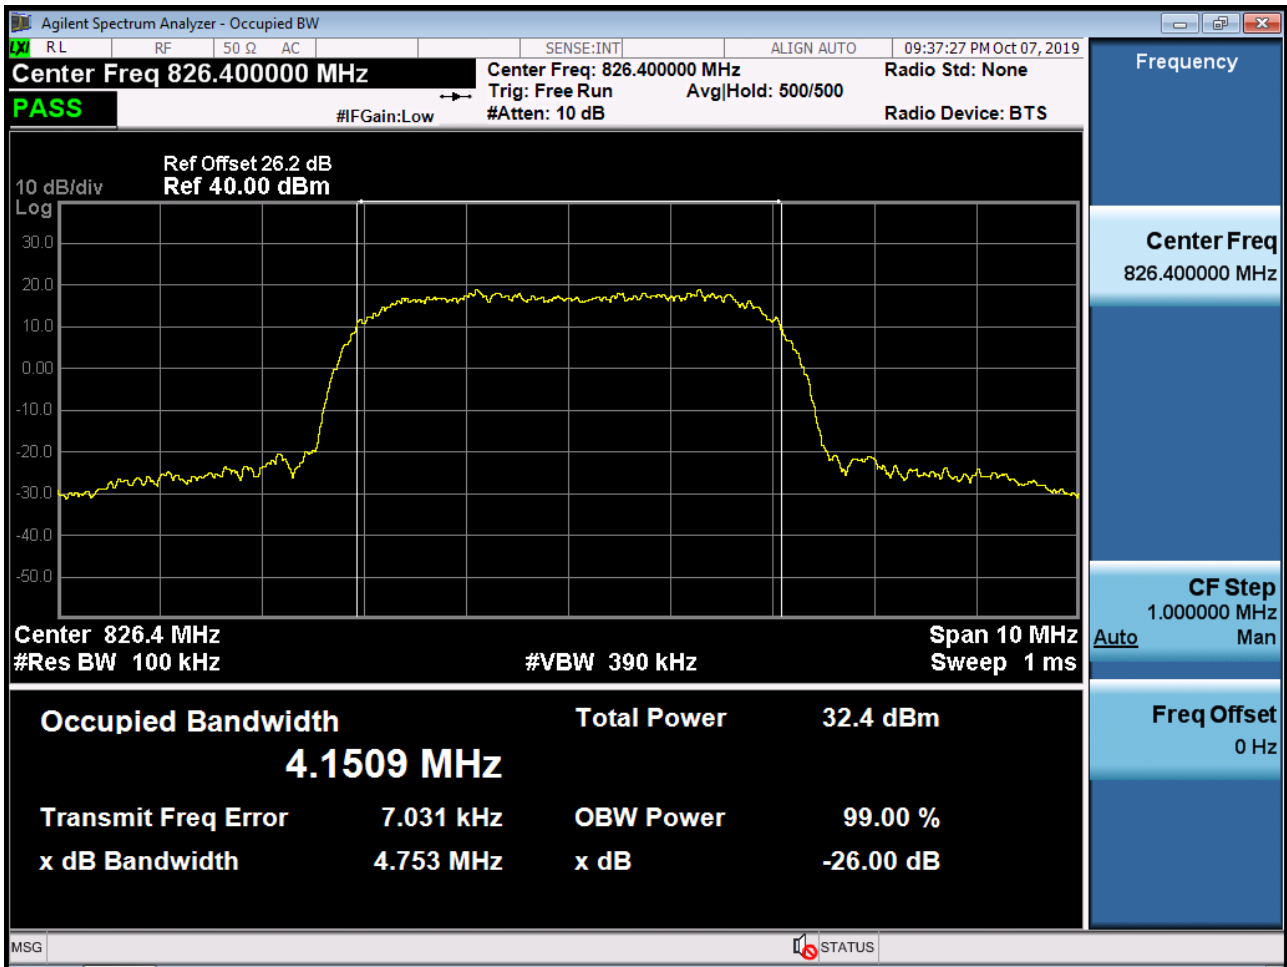 Agilent Spectrum Analyzer - Occupied BW
LXI RL RF 50 Ω AC SENSE:INT ALIGN AUTO 09:37:27 PM Oct 07, 2019
Center Freq 826.400000 MHz
PASS
#IFGain:Low
Center Freq: 826.400000 MHz
Trig: Free Run Avg|Hold: 500/500
#Atten: 10 dB
Radio Std: None
Radio Device: BTS
Ref Offset 26.2 dB
10 dB/div Ref 40.00 dBm
Log
30.0
20.0
10.0
0.00
-10.0
-20.0
-30.0
-40.0
-50.0
Center 826.4 MHz Span 10 MHz
#Res BW 100 kHz #VBW 390 kHz Sweep 1 ms
Occupied Bandwidth Total Power 32.4 dBm
4.1509 MHz
Transmit Freq Error 7.031 kHz OBW Power 99.00 %
x dB Bandwidth 4.753 MHz x dB -26.00 dB
Frequency
Center Freq
826.400000 MHz
CF Step
1.000000 MHz
Auto Man
Freq Offset
0 Hz
MSG STATUS